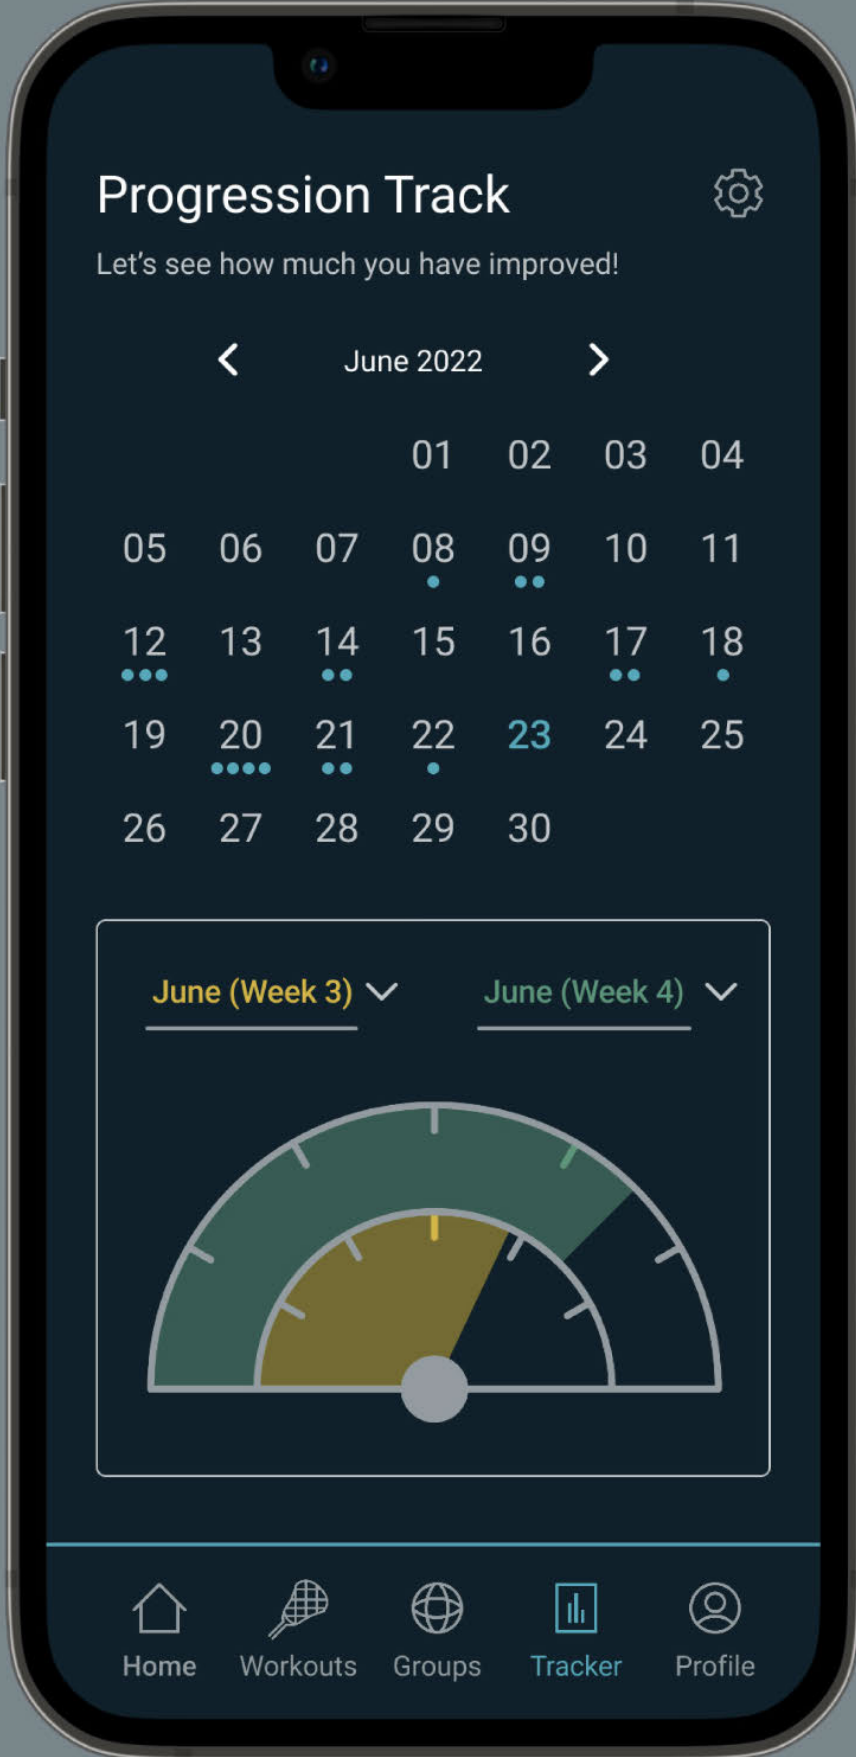 Progression Track
Let's see how much you have improved!
June 2022
01 02 03 04
05 06 07 08 09 10 11
12 13 14 15 16 17 18
19 20 21 22 23 24 25
26 27 28 29 30
June (Week 3) June (Week 4)
Home Workouts Groups Tracker Profile